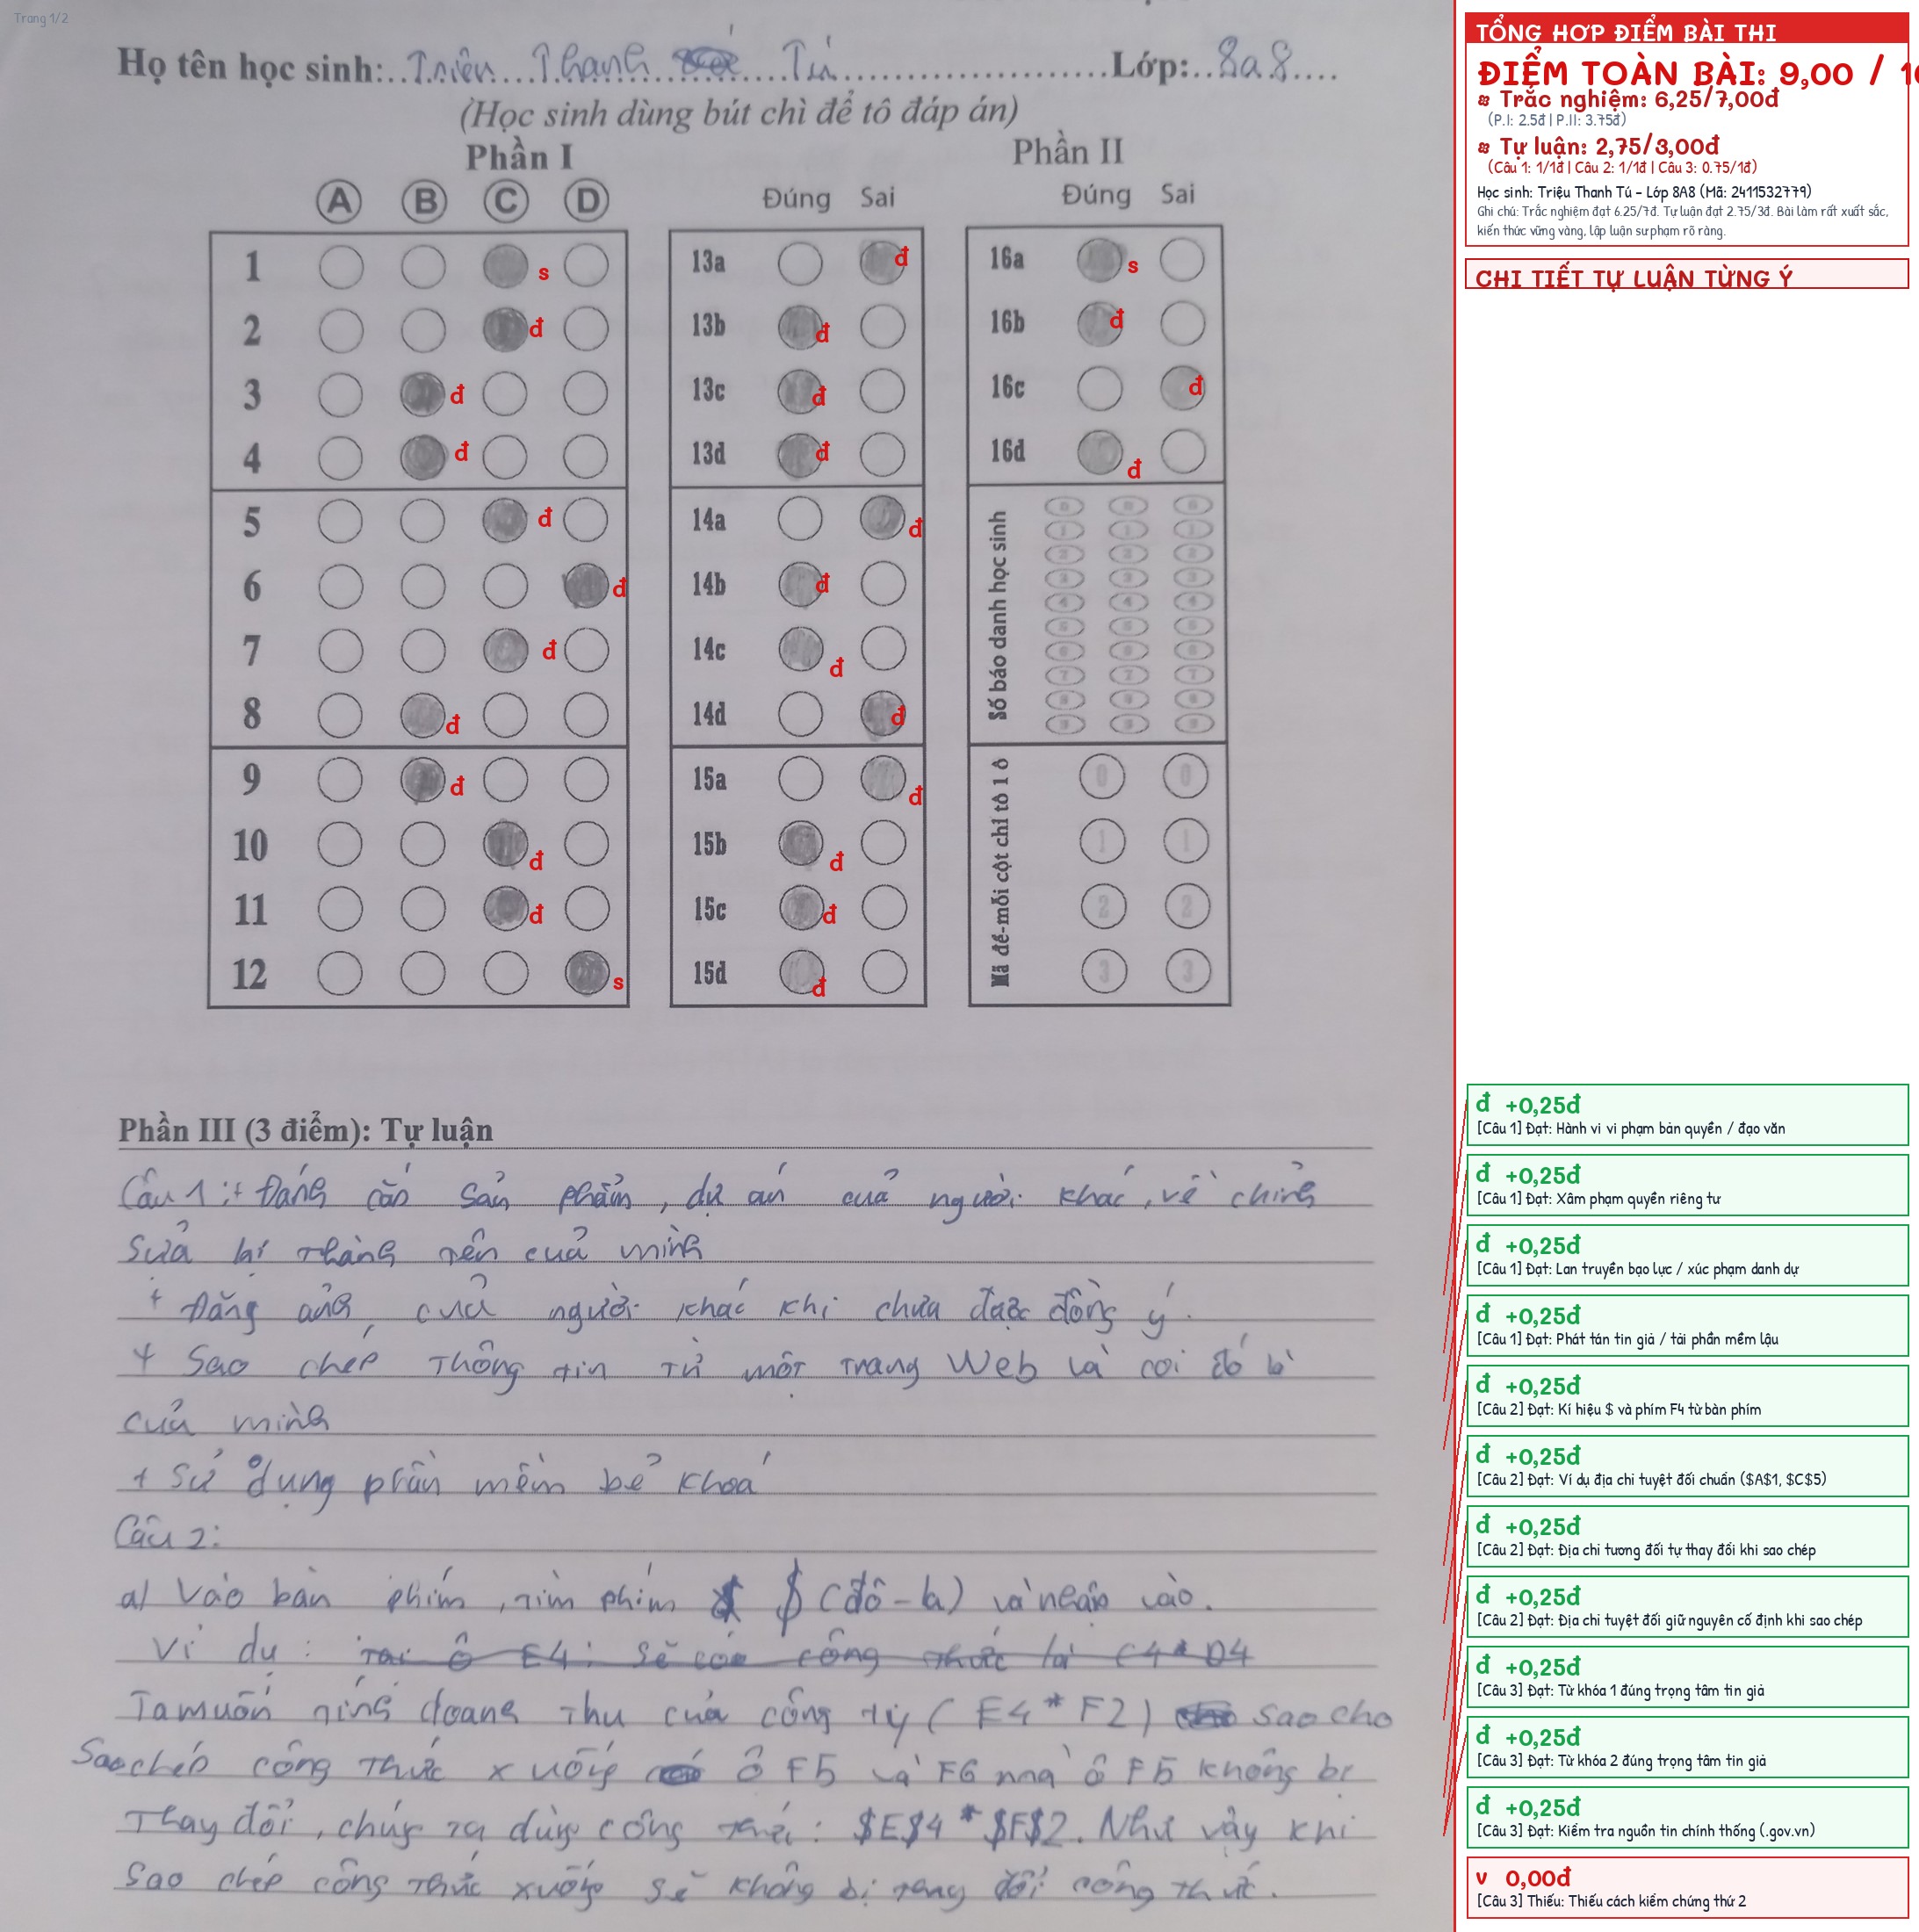 Trang 1/2
Họ tên học sinh: Triệu Thanh Tú Lớp: 8a8
(Học sinh dùng bút chì để tô đáp án)
Phần I
Phần II
A B C D
Đúng Sai
Đúng Sai
1 s
2 đ
3 đ
4 đ
5 đ
6 đ
7 đ
8 đ
9 đ
10 đ
11 đ
12 s
13a đ
13b đ
13c đ
13d đ
14a đ
14b đ
14c đ
14d đ
15a đ
15b đ
15c đ
15d đ
16a s
16b đ
16c đ
16d đ
Số báo danh học sinh
Mã đề-mỗi cột chỉ tô 1 ô
0 0
1 1
2 2
3 3
Phần III (3 điểm): Tự luận
Câu 1: + Đánh cắp sản phẩm, dự án của người khác, về chỉnh
sửa lại thành tên của mình
+ Đăng ảnh của người khác khi chưa được đồng ý.
+ Sao chép thông tin từ một trang Web và coi đó là
của mình
+ Sử dụng phần mềm bẻ khoá
Câu 2:
a) Vào bàn phím, tìm phím $ (đô-la) và nhấn vào.
Ví dụ: Tại ô E4: Sẽ có công thức là C4*D4
Ta muốn tính doanh thu của công ty (E4*F2) sao cho
Sao chép công thức xuống ô F5 và F6 mà ô F5 không bị
Thay đổi, chúng ta dùng công thức: $E$4*$F$2. Như vậy khi
sao chép công thức xuống sẽ không bị thay đổi công thức.
TỔNG HỢP ĐIỂM BÀI THI
ĐIỂM TOÀN BÀI: 9,00 / 1
Trắc nghiệm: 6,25/7,00đ
(P.I: 2.5đ | P.II: 3.75đ)
Tự luận: 2,75/3,00đ
(Câu 1: 1/1đ | Câu 2: 1/1đ | Câu 3: 0.75/1đ)
Học sinh: Triệu Thanh Tú - Lớp 8A8 (Mã: 2411532779)
Ghi chú: Trắc nghiệm đạt 6.25/7đ. Tự luận đạt 2.75/3đ. Bài làm rất xuất sắc,
kiến thức vững vàng, lập luận sư phạm rõ ràng.
CHI TIẾT TỰ LUẬN TỪNG Ý
đ +0,25đ
[Câu 1] Đạt: Hành vi vi phạm bản quyền / đạo văn
đ +0,25đ
[Câu 1] Đạt: Xâm phạm quyền riêng tư
đ +0,25đ
[Câu 1] Đạt: Lan truyền bạo lực / xúc phạm danh dự
đ +0,25đ
[Câu 1] Đạt: Phát tán tin giả / tải phần mềm lậu
đ +0,25đ
[Câu 2] Đạt: Kí hiệu $ và phím F4 từ bàn phím
đ +0,25đ
[Câu 2] Đạt: Ví dụ địa chỉ tuyệt đối chuẩn ($A$1, $C$5)
đ +0,25đ
[Câu 2] Đạt: Địa chỉ tương đối tự thay đổi khi sao chép
đ +0,25đ
[Câu 2] Đạt: Địa chỉ tuyệt đối giữ nguyên cố định khi sao chép
đ +0,25đ
[Câu 3] Đạt: Từ khóa 1 đúng trọng tâm tin giả
đ +0,25đ
[Câu 3] Đạt: Từ khóa 2 đúng trọng tâm tin giả
đ +0,25đ
[Câu 3] Đạt: Kiểm tra nguồn tin chính thống (.gov.vn)
v 0,00đ
[Câu 3] Thiếu: Thiếu cách kiểm chứng thứ 2